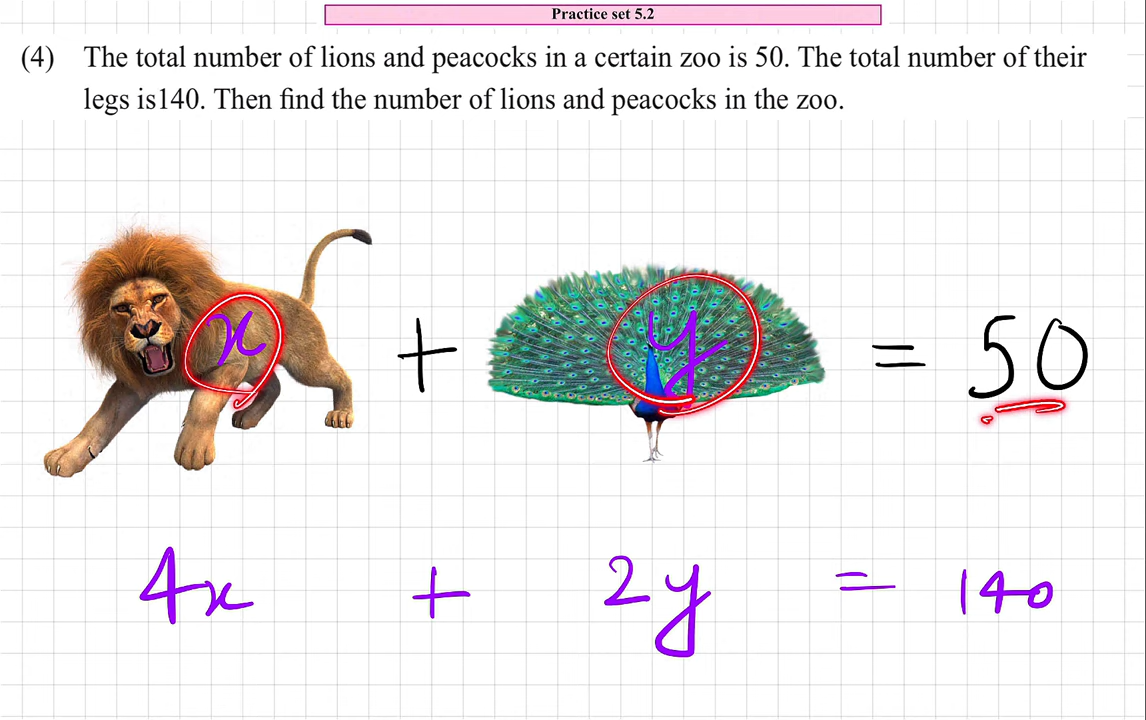 Practice set 5.2
(4) The total number of lions and peacocks in a certain zoo is 50. The total number of their
legs is140. Then find the number of lions and peacocks in the zoo.
x + y = 50
4x + 2y = 140